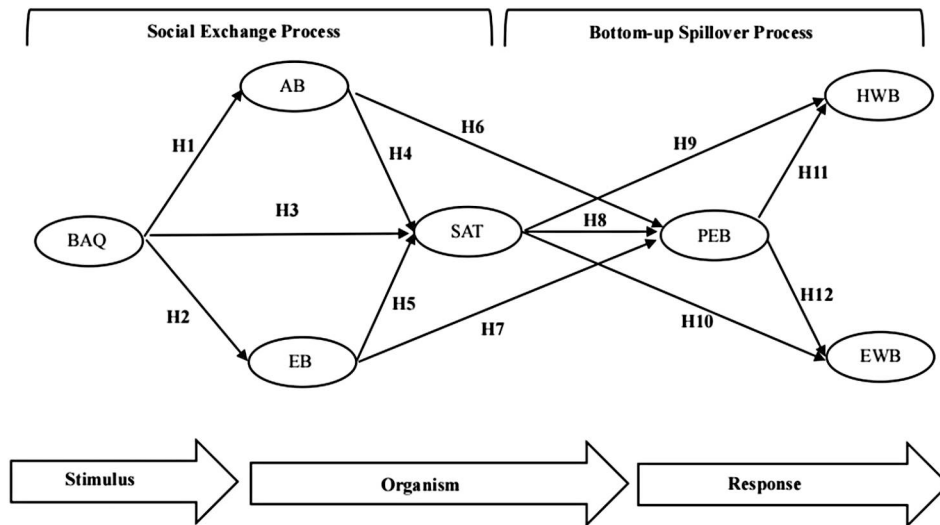 Social Exchange Process
Bottom-up Spillover Process
AB
HWB
H1
H6
H9
H4
H11
H3
BAQ
SAT
H8
PEB
H2
H5
H7
H10
H12
EB
EWB
Stimulus
Organism
Response